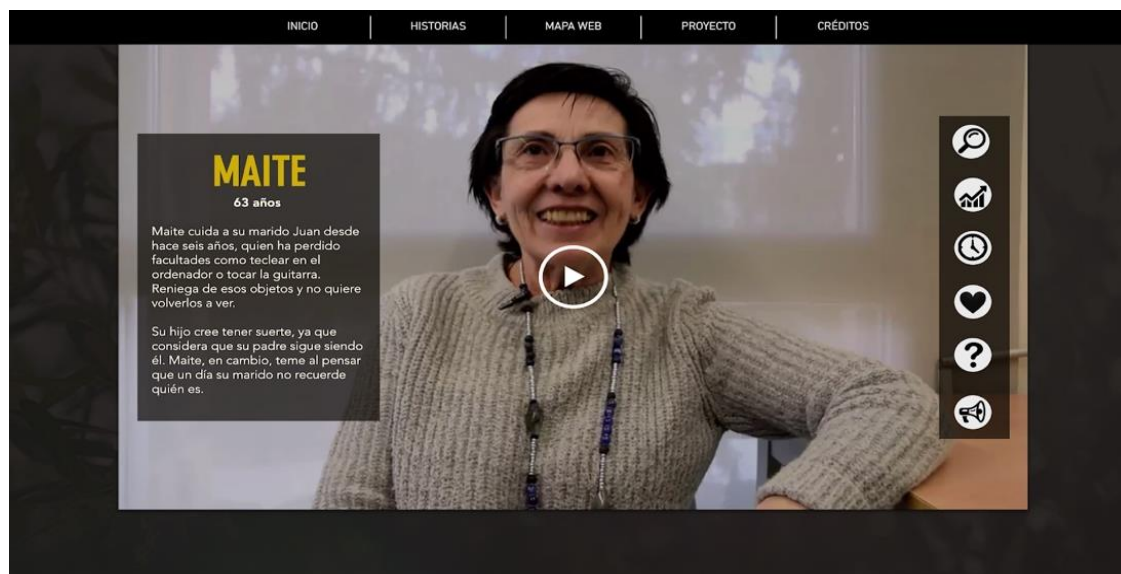 INICIO
HISTORIAS
MAPA WEB
PROYECTO
CRÉDITOS
MAITE
63 años
Maite cuida a su marido Juan desde
hace seis años, quien ha perdido
facultades como teclear en el
ordenador o tocar la guitarra.
Reniega de esos objetos y no quiere
volverlos a ver.
Su hijo cree tener suerte, ya que
considera que su padre sigue siendo
él. Maite, en cambio, teme al pensar
que un día su marido no recuerde
quién es.
?